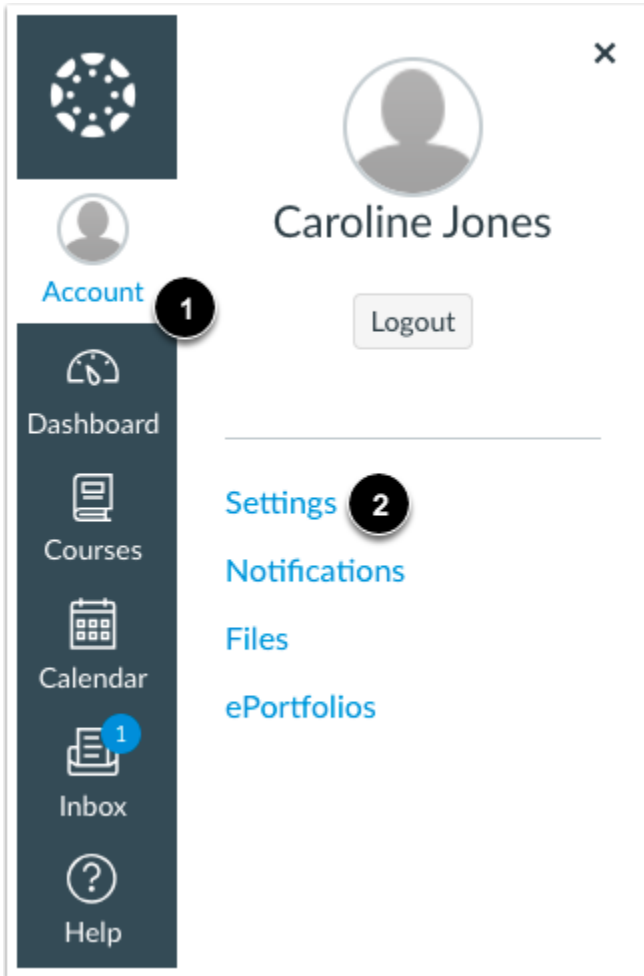 Caroline Jones
Logout
Account
1
Dashboard
Courses
Calendar
1
Inbox
Help
Settings 2
Notifications
Files
ePortfolios